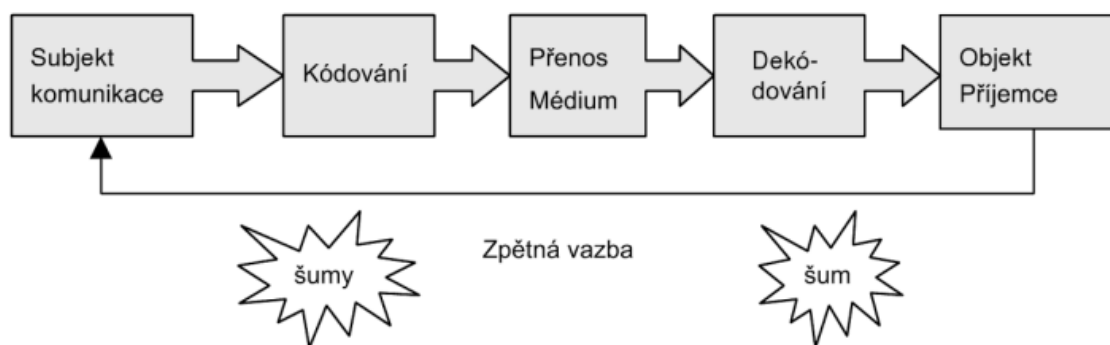 Subjekt
komunikace
Kódování
Přenos
Médium
Dekó-
dování
Objekt
Příjemce
Zpětná vazba
šumy
šum